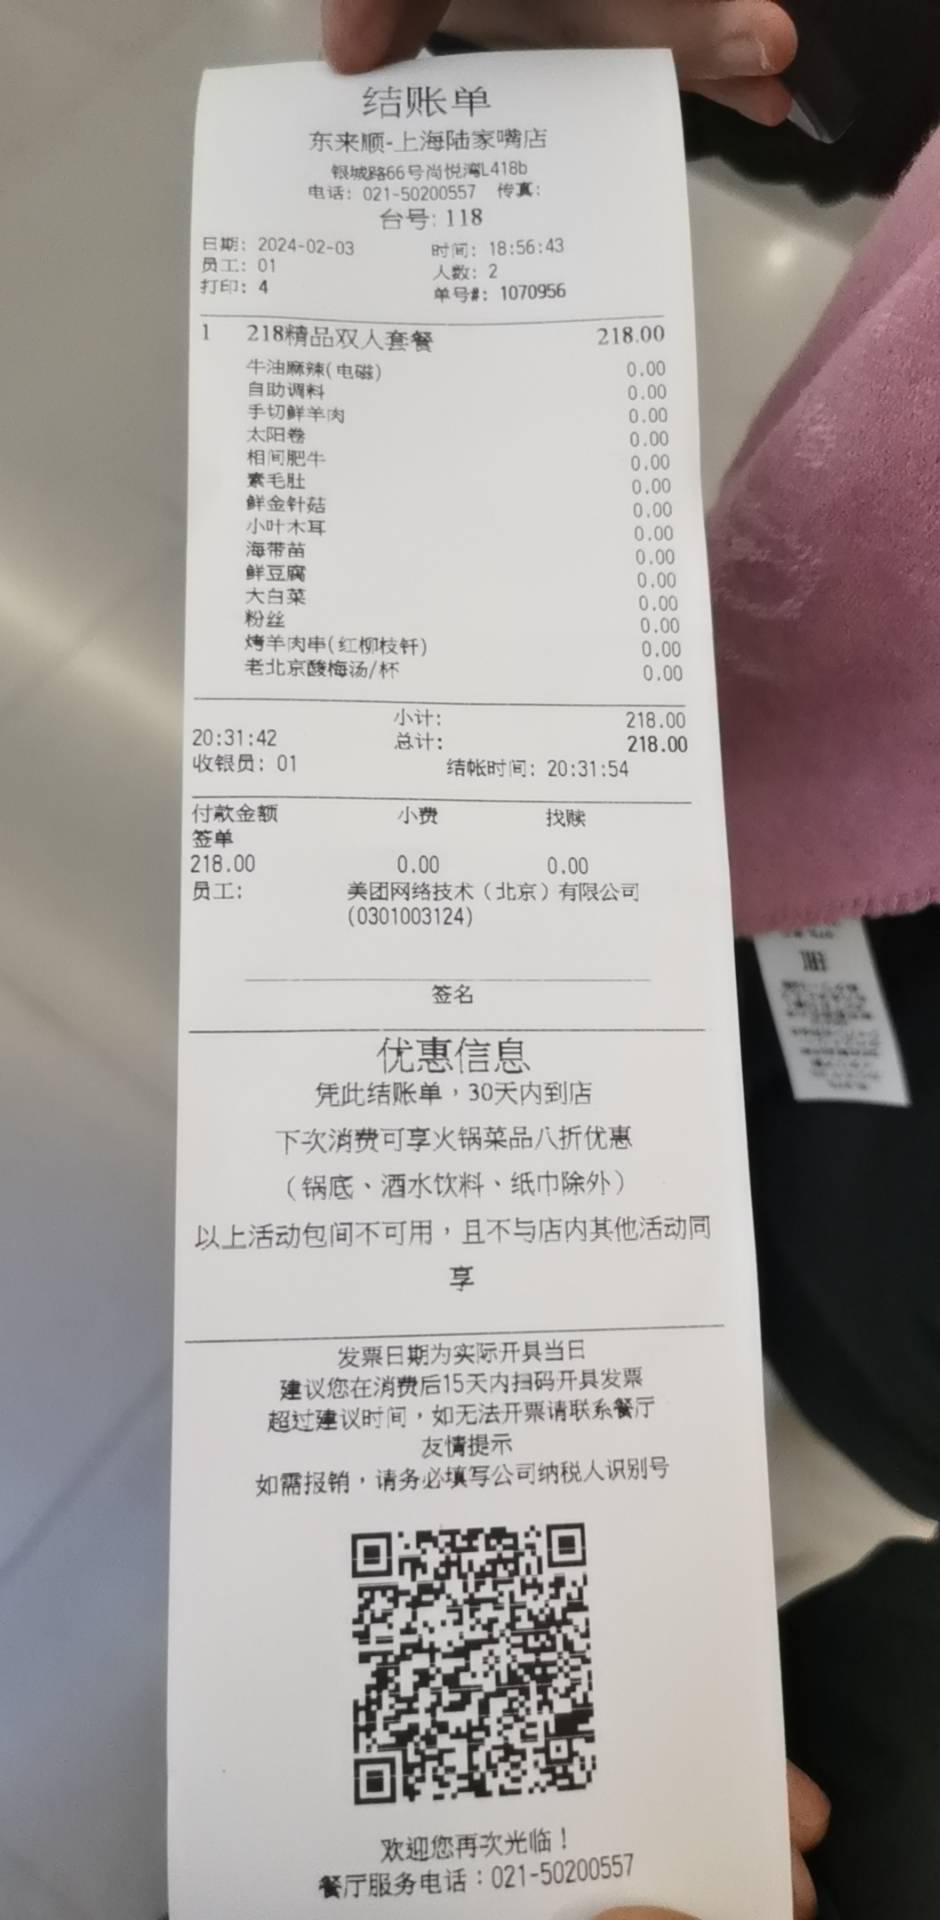 结账单
东来顺-上海陆家嘴店
银城路66号尚悦湾L418b
电话: 021-50200557 传真:
台号: 118
日期: 2024-02-03 时间: 18:56:43
员工: 01 人数: 2
打印: 4 单号#: 1070956
1 218精品双人套餐 218.00
牛油麻辣(电磁) 0.00
自助调料 0.00
手切鲜羊肉 0.00
太阳卷 0.00
相间肥牛 0.00
素毛肚 0.00
鲜金针菇 0.00
小叶木耳 0.00
海带苗 0.00
鲜豆腐 0.00
大白菜 0.00
粉丝 0.00
烤羊肉串(红柳枝钎) 0.00
老北京酸梅汤/杯 0.00
小计: 218.00
20:31:42 总计: 218.00
收银员: 01 结帐时间: 20:31:54
付款金额 小费 找赎
签单
218.00 0.00 0.00
员工: 美团网络技术（北京）有限公司
(0301003124)
签名
优惠信息
凭此结账单，30天内到店
下次消费可享火锅菜品八折优惠
（锅底、酒水饮料、纸巾除外）
以上活动包间不可用，且不与店内其他活动同
享
发票日期为实际开具当日
建议您在消费后15天内扫码开具发票
超过建议时间，如无法开票请联系餐厅
友情提示
如需报销，请务必填写公司纳税人识别号
欢迎您再次光临！
餐厅服务电话：021-50200557